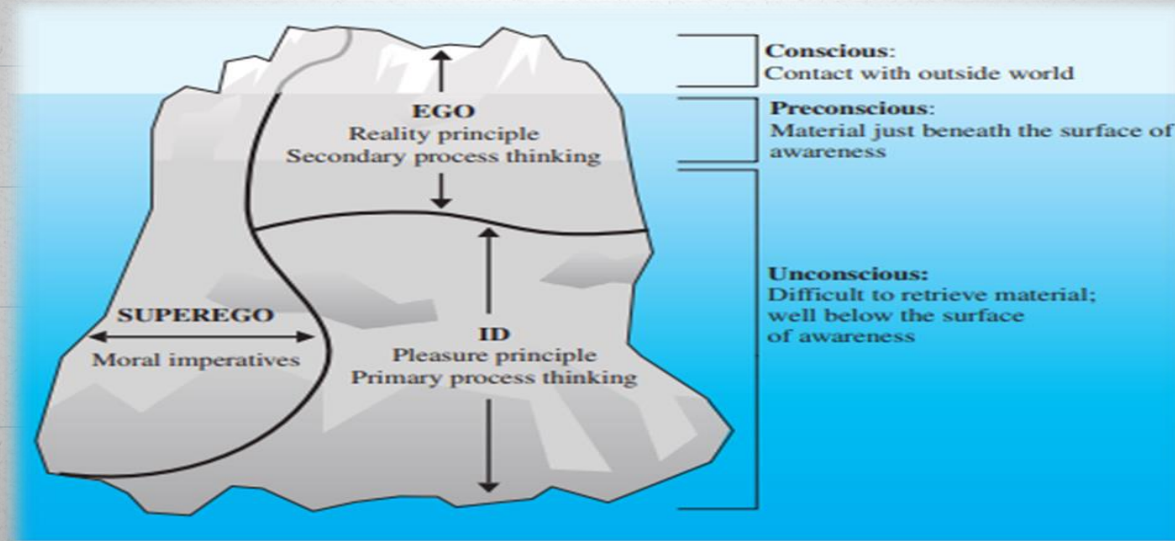 EGO
Reality principle
Secondary process thinking
SUPEREGO
Moral imperatives
ID
Pleasure principle
Primary process thinking
Conscious:
Contact with outside world
Preconscious:
Material just beneath the surface of
awareness
Unconscious:
Difficult to retrieve material;
well below the surface
of awareness